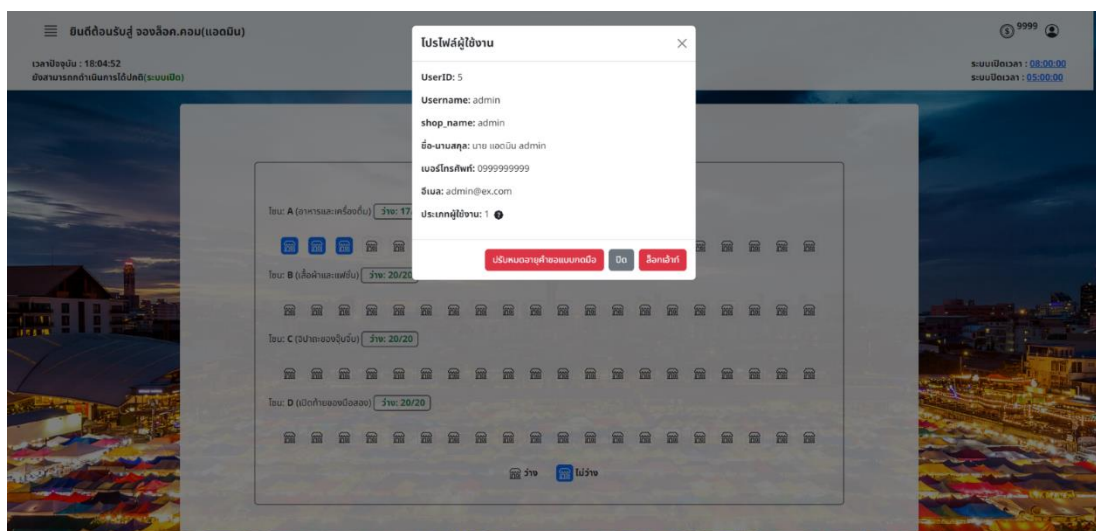 ยินดีต้อนรับสู่ จองล็อค.คอม(แอดมิน)
9999
เวลาปัจจุบัน : 18:04:52
ยังสามารถดำเนินการได้ปกติ(ระบบเปิด)
ระบบเปิดเวลา : 08:00:00
ระบบปิดเวลา : 05:00:00
โปรไฟล์ผู้ใช้งาน
UserID: 5
Username: admin
shop_name: admin
ชื่อ-นามสกุล: นาย แอดมิน admin
เบอร์โทรศัพท์: 0999999999
อีเมล: admin@ex.com
ประเภทผู้ใช้งาน: 1
ปรับหมดอายุคำขอแบบกดมือ ปิด ล็อกเอ้าท์
โซน: A (อาหารและเครื่องดื่ม) ว่าง: 17
โซน: B (เสื้อผ้าและแฟชั่น) ว่าง: 20/20
โซน: C (จิปาถะของจุ๊บจิ๊บ) ว่าง: 20/20
โซน: D (เปิดท้ายของมือสอง) ว่าง: 20/20
ว่าง ไม่ว่าง